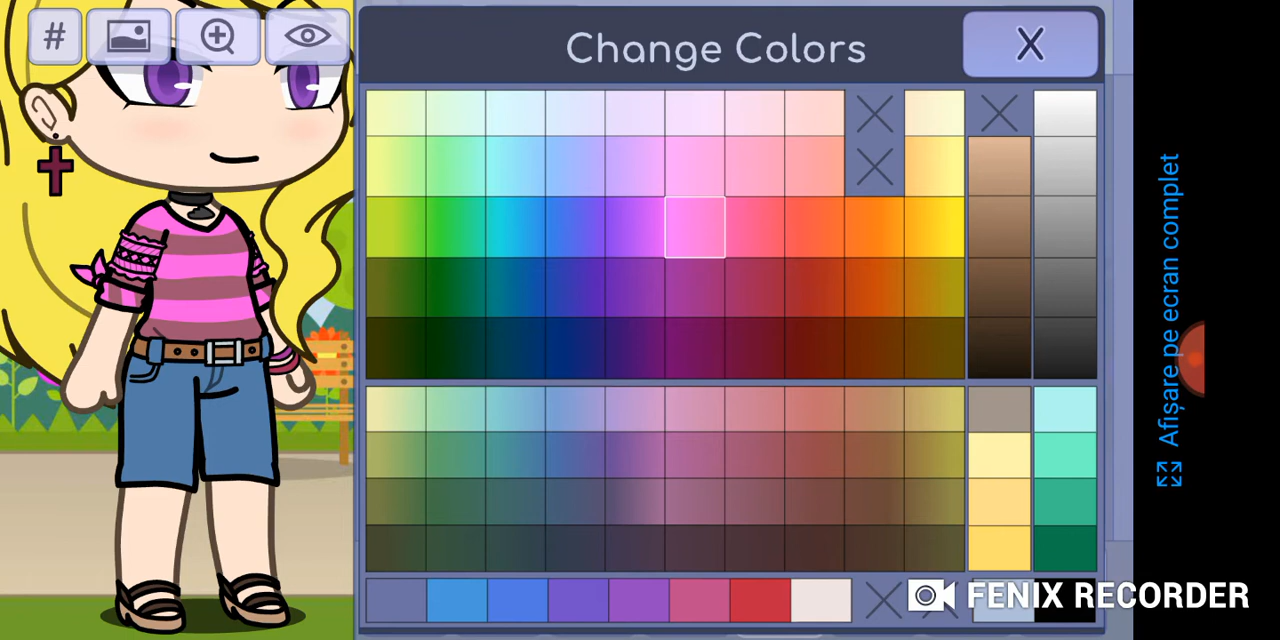 #
Change Colors
X
Afișare pe ecran complet
FENIX RECORDER